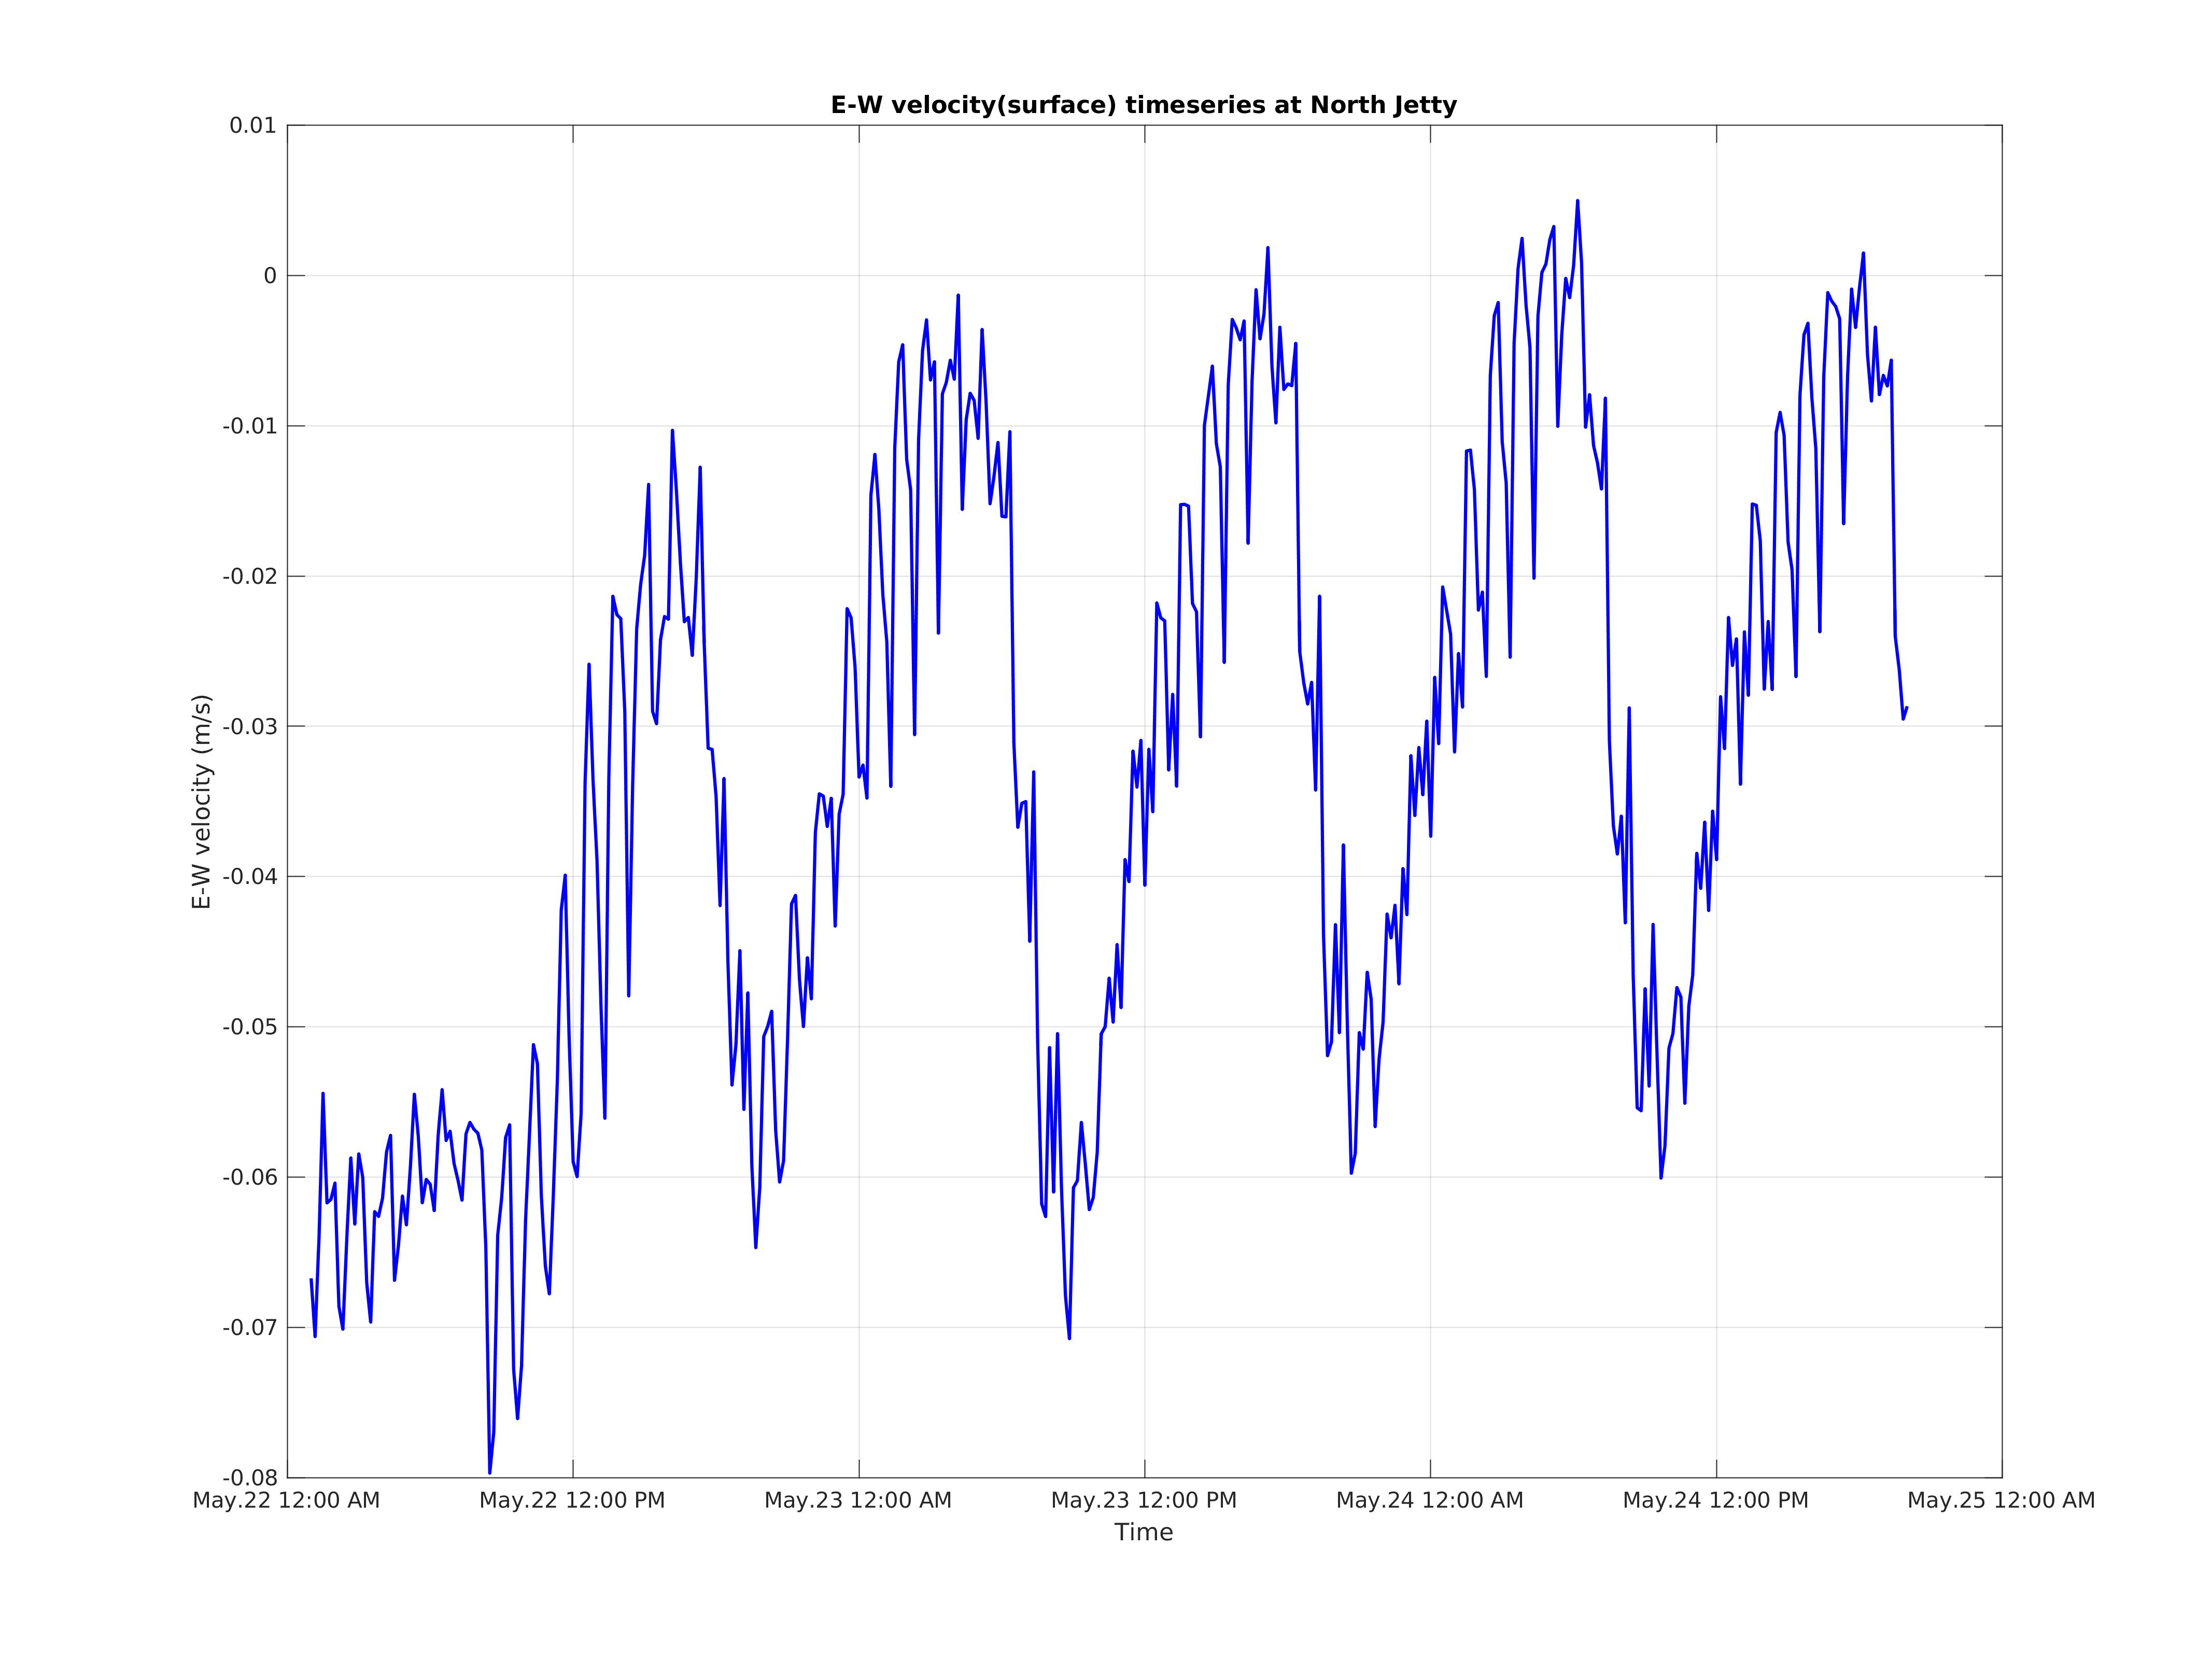 E-W velocity(surface) timeseries at North Jetty
0.01
0
-0.01
-0.02
-0.03
-0.04
-0.05
-0.06
-0.07
-0.08
E-W velocity (m/s)
May.22 12:00 AM
May.22 12:00 PM
May.23 12:00 AM
May.23 12:00 PM
May.24 12:00 AM
May.24 12:00 PM
May.25 12:00 AM
Time